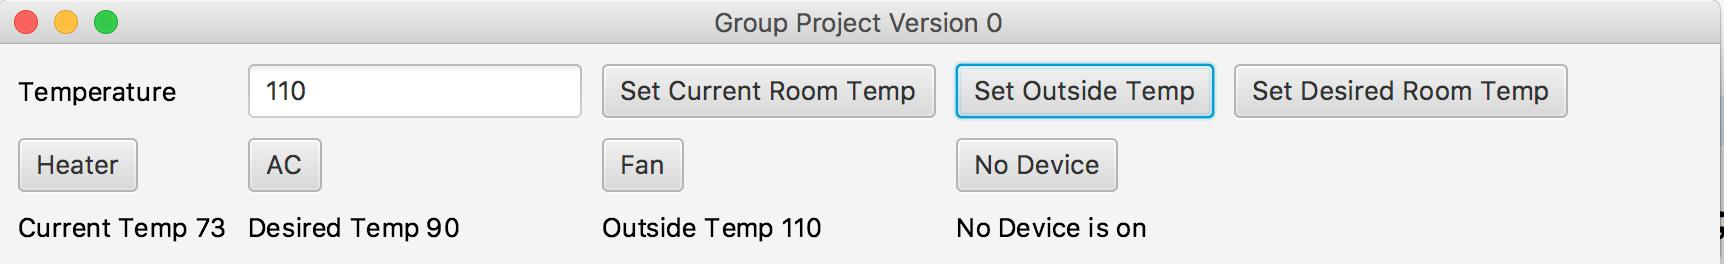 Group Project Version 0
Temperature 110 Set Current Room Temp Set Outside Temp Set Desired Room Temp
Heater AC Fan No Device
Current Temp 73 Desired Temp 90 Outside Temp 110 No Device is on